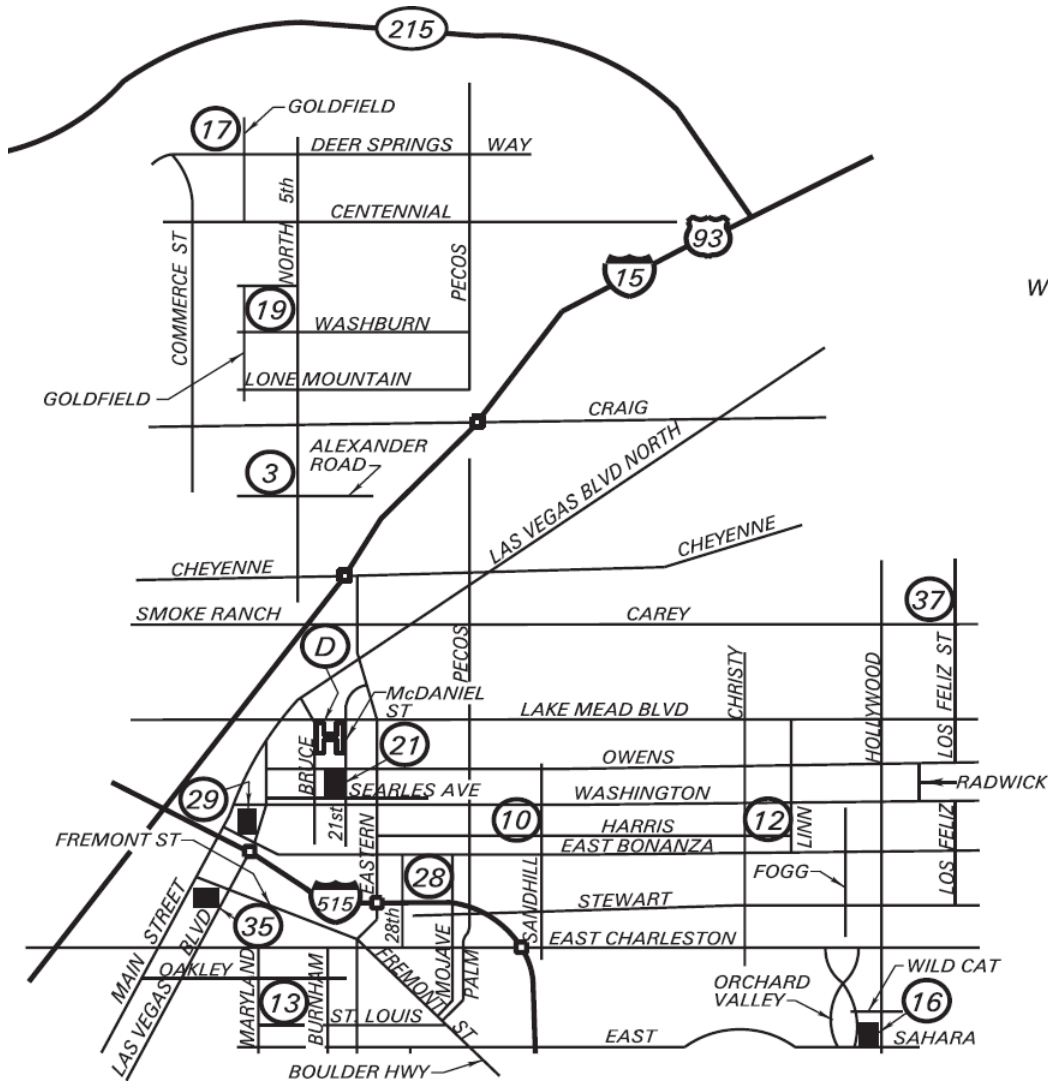 215
GOLDFIELD
17
DEER SPRINGS WAY
5th
CENTENNIAL
93
COMMERCE ST
NORTH
PECOS
15
W
19
WASHBURN
GOLDFIELD
LONE MOUNTAIN
CRAIG
ALEXANDER
ROAD
3
LAS VEGAS BLVD NORTH
CHEYENNE
CHEYENNE
SMOKE RANCH
CAREY
37
D
PECOS
CHRISTY
HOLLYWOOD
LOS FELIZ ST
McDANIEL
ST
LAKE MEAD BLVD
BRUCE
21
OWENS
RADWICK
SEARLES AVE
WASHINGTON
29
21st
10
HARRIS
12
LINN
FREMONT ST
EASTERN
EAST BONANZA
28
SANDHILL
FOGG
LOS FELIZ
515
STEWART
35
28th
MOJAVE
PALM
EAST CHARLESTON
MAIN STREET
LAS VEGAS BLVD
OAKLEY
MARYLAND
BURNHAM
FREMONT ST
ORCHARD
VALLEY
WILD CAT
13
16
ST. LOUIS
EAST
SAHARA
BOULDER HWY